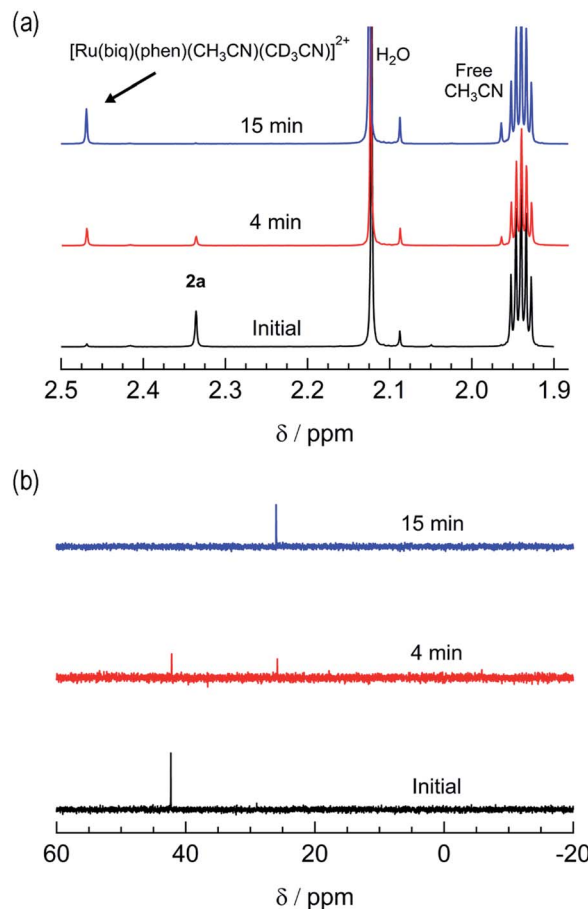 (a)
[Ru(biq)(phen)(CH₃CN)(CD₃CN)]²⁺
H₂O
Free
CH₃CN
15 min
4 min
2a
Initial
2.5 2.4 2.3 2.2 2.1 2.0 1.9
δ / ppm
(b)
15 min
4 min
Initial
60 40 20 0 -20
δ / ppm